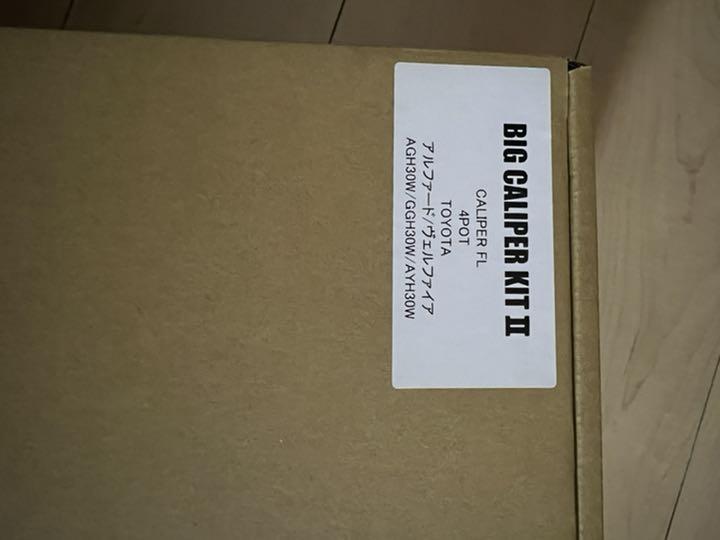 BIG CALIPER KIT II
CALIPER FL
4POT
TOYOTA
アルファード/ヴェルファイア
AGH30W/GGH30W/AYH30W